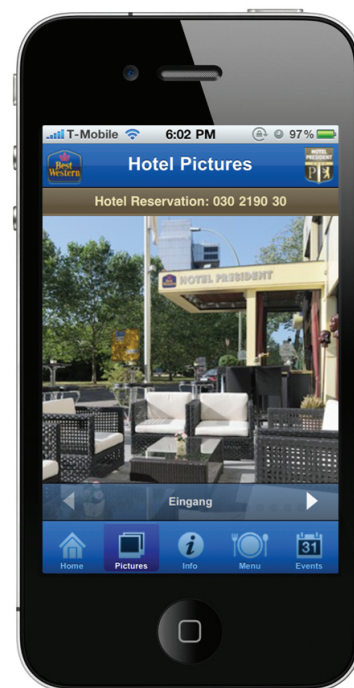 T-Mobile 6:02 PM 97%
Best
Western
Hotel Pictures
HOTEL
PRESIDENT
P
Hotel Reservation: 030 2190 30
HOTEL PRESIDENT
Eingang
Home Pictures Info Menu 31 Events